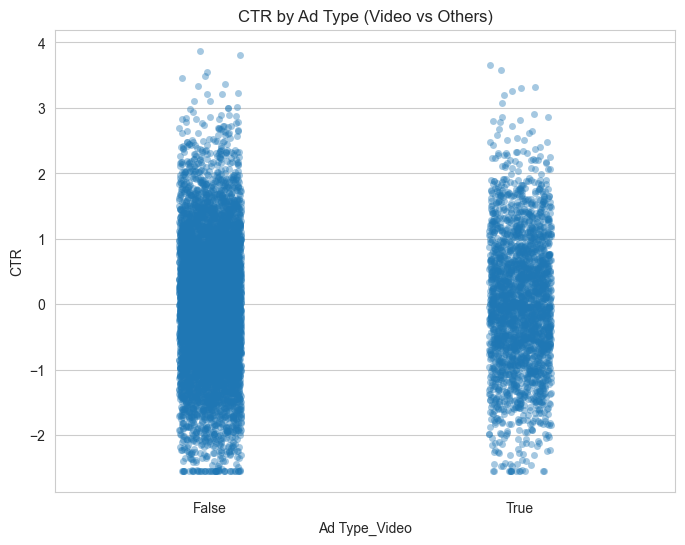 CTR by Ad Type (Video vs Others)
4
3
2
1
0
−1
−2
CTR
False
True
Ad Type_Video